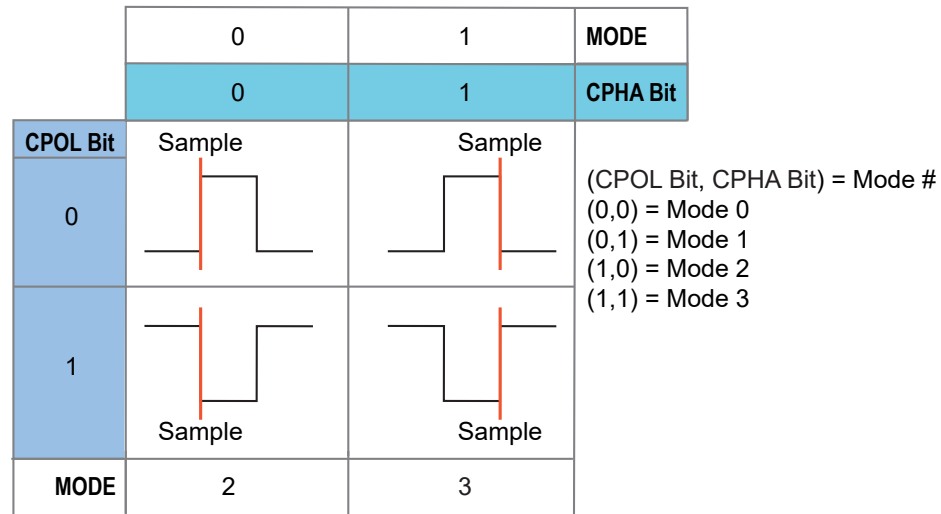 0 1 MODE
0 1 CPHA Bit
CPOL Bit Sample Sample
0
(CPOL Bit, CPHA Bit) = Mode #
(0,0) = Mode 0
(0,1) = Mode 1
(1,0) = Mode 2
(1,1) = Mode 3
1
Sample Sample
MODE 2 3